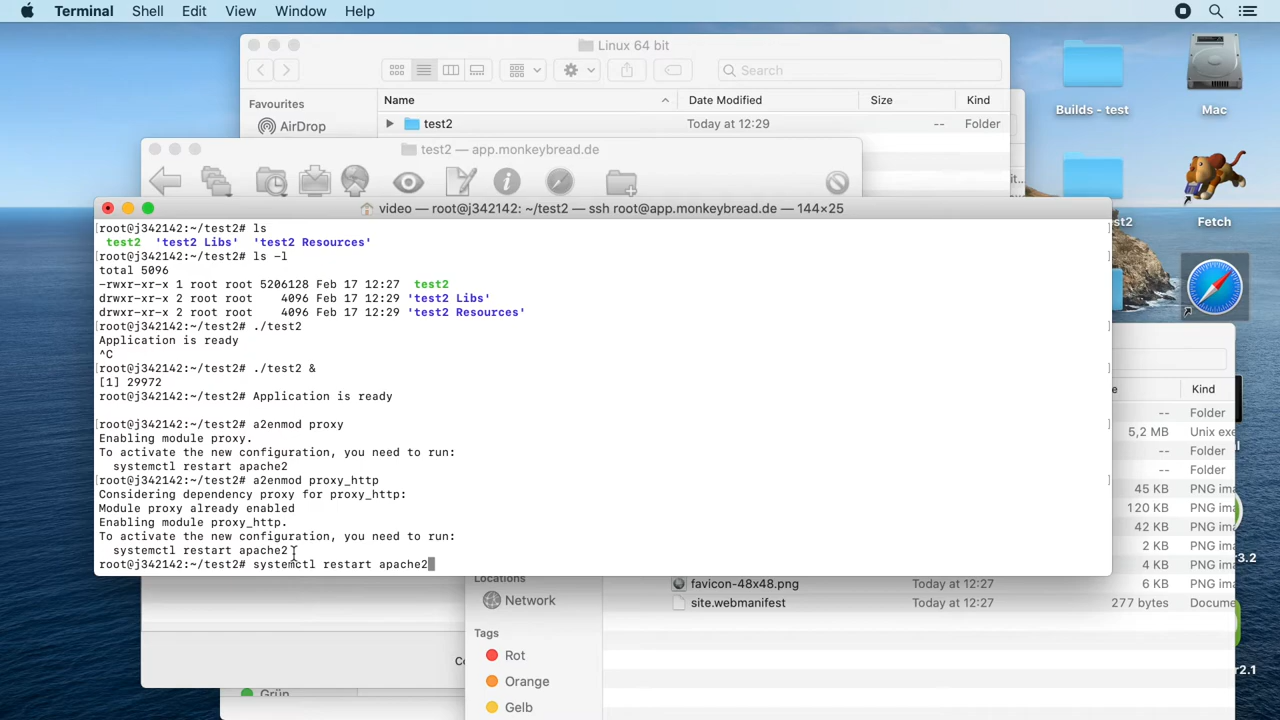 Terminal Shell Edit View Window Help
Linux 64 bit
Search
Builds - test
Mac
Favourites
Name Date Modified Size Kind
AirDrop
test2 Today at 12:29 -- Folder
test2 — app.monkeybread.de
Fetch
video — root@j342142: ~/test2 — ssh root@app.monkeybread.de — 144×25
[root@j342142:~/test2# ls ]
test2 'test2 Libs' 'test2 Resources'
[root@j342142:~/test2# ls -l ]
total 5096
-rwxr-xr-x 1 root root 5206128 Feb 17 12:27 test2
drwxr-xr-x 2 root root 4096 Feb 17 12:29 'test2 Libs'
drwxr-xr-x 2 root root 4096 Feb 17 12:29 'test2 Resources'
[root@j342142:~/test2# ./test2 ]
Application is ready
^C
[root@j342142:~/test2# ./test2 & ]
[1] 29972
root@j342142:~/test2# Application is ready
[root@j342142:~/test2# a2enmod proxy ]
Enabling module proxy.
To activate the new configuration, you need to run:
systemctl restart apache2
[root@j342142:~/test2# a2enmod proxy_http ]
Considering dependency proxy for proxy_http:
Module proxy already enabled
Enabling module proxy_http.
To activate the new configuration, you need to run:
systemctl restart apache2
root@j342142:~/test2# systemctl restart apache2
Kind
-- Folder
5,2 MB Unix exe
-- Folder
-- Folder
45 KB PNG im
120 KB PNG im
42 KB PNG im
2 KB PNG im
4 KB PNG im
Locations
favicon-48x48.png Today at 12:27 6 KB PNG im
Network
site.webmanifest Today at 12:27 277 bytes Docume
Tags
Rot
Orange
Gelb
Grün